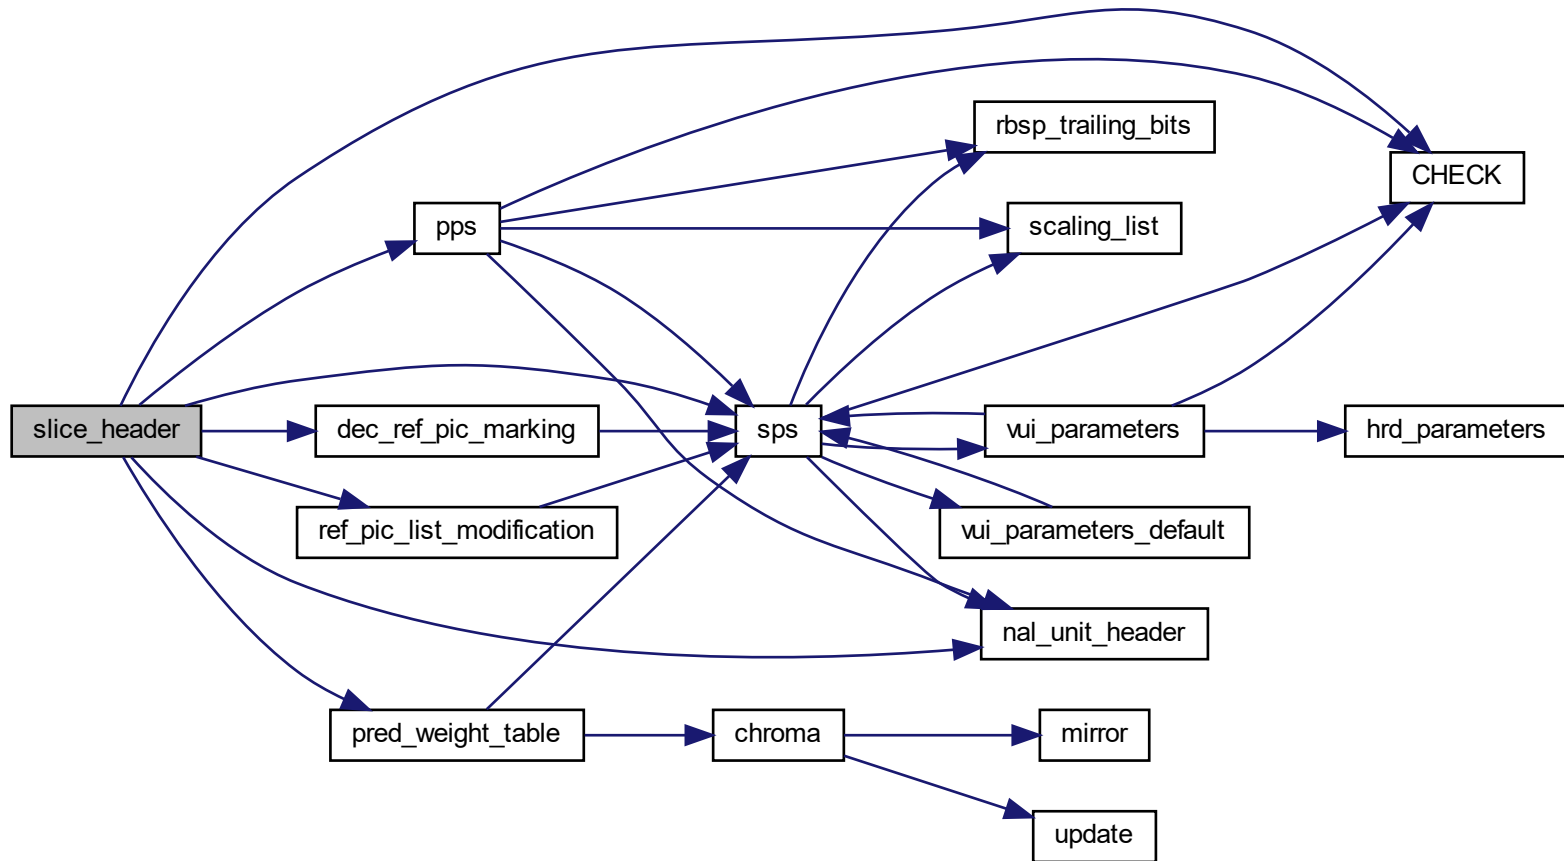 rbsp_trailing_bits
CHECK
pps
scaling_list
slice_header
dec_ref_pic_marking
sps
vui_parameters
hrd_parameters
ref_pic_list_modification
vui_parameters_default
nal_unit_header
pred_weight_table
chroma
mirror
update